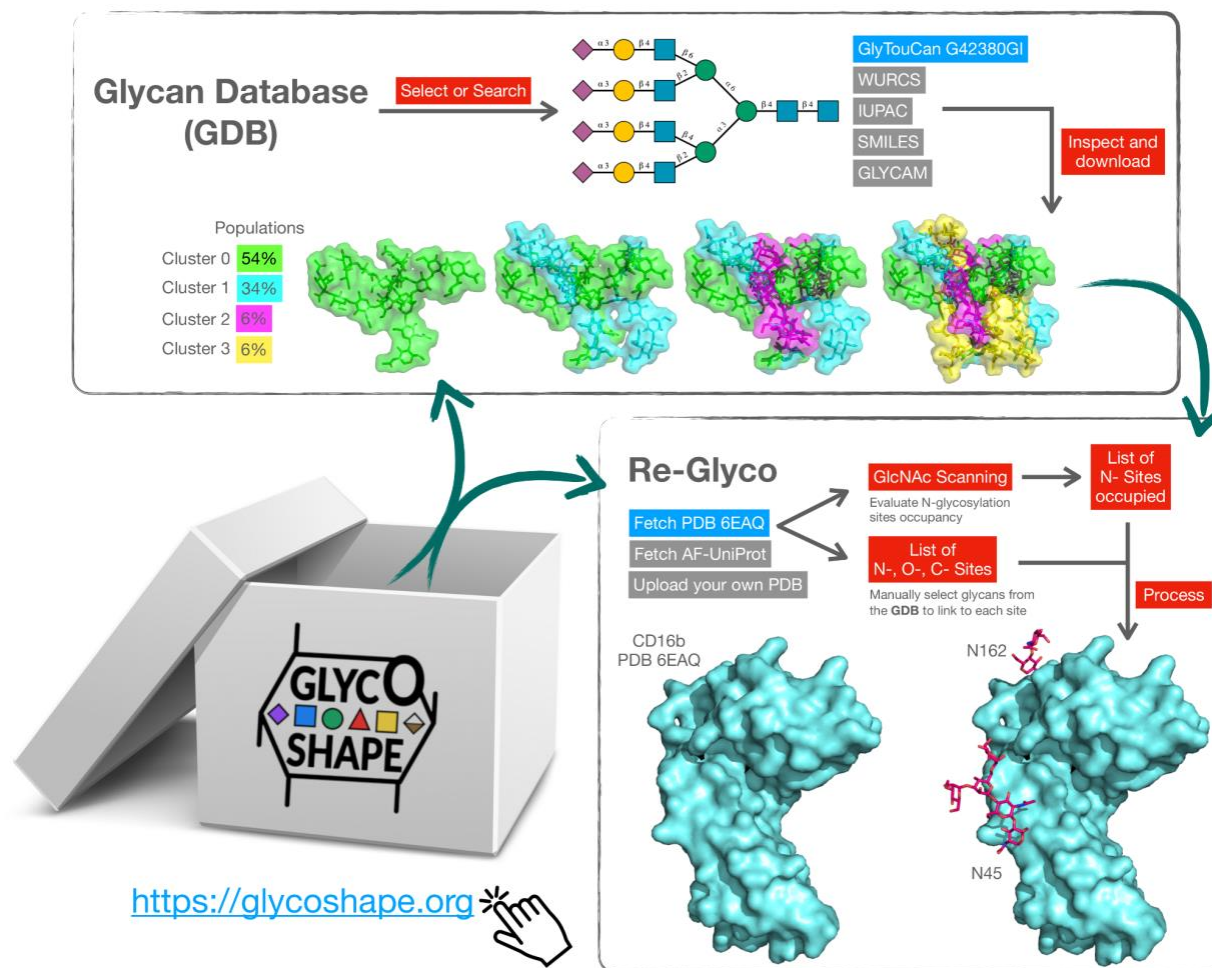 Glycan Database
(GDB)
Select or Search
α3 β4 β6
α3 β4 β2 α6
β4 β4
α3 β4 β4 α3
α3 β4 β2
GlyTouCan G42380GI
WURCS
IUPAC
SMILES
GLYCAM
Inspect and
download
Populations
Cluster 0 54%
Cluster 1 34%
Cluster 2 6%
Cluster 3 6%
Re-Glyco
Fetch PDB 6EAQ
Fetch AF-UniProt
Upload your own PDB
GlcNAc Scanning
Evaluate N-glycosylation
sites occupancy
List of
N- Sites
occupied
List of
N-, O-, C- Sites
Manually select glycans from
the GDB to link to each site
Process
CD16b
PDB 6EAQ
N162
N45
GLYCO
SHAPE
https://glycoshape.org